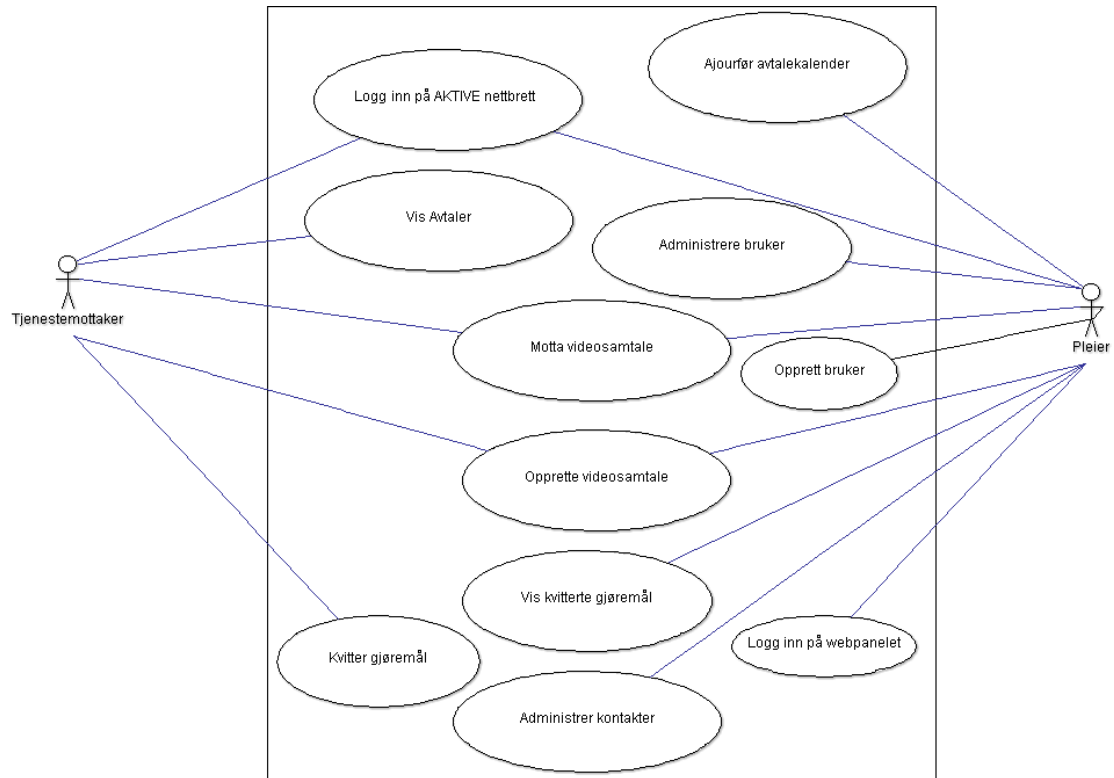 Ajourfør avtalekalender
Logg inn på AKTIVE nettbrett
Vis Avtaler
Administrere bruker
Tjenestemottaker
Motta videosamtale
Pleier
Opprett bruker
Opprette videosamtale
Vis kvitterte gjøremål
Logg inn på webpanelet
Kvitter gjøremål
Administrer kontakter